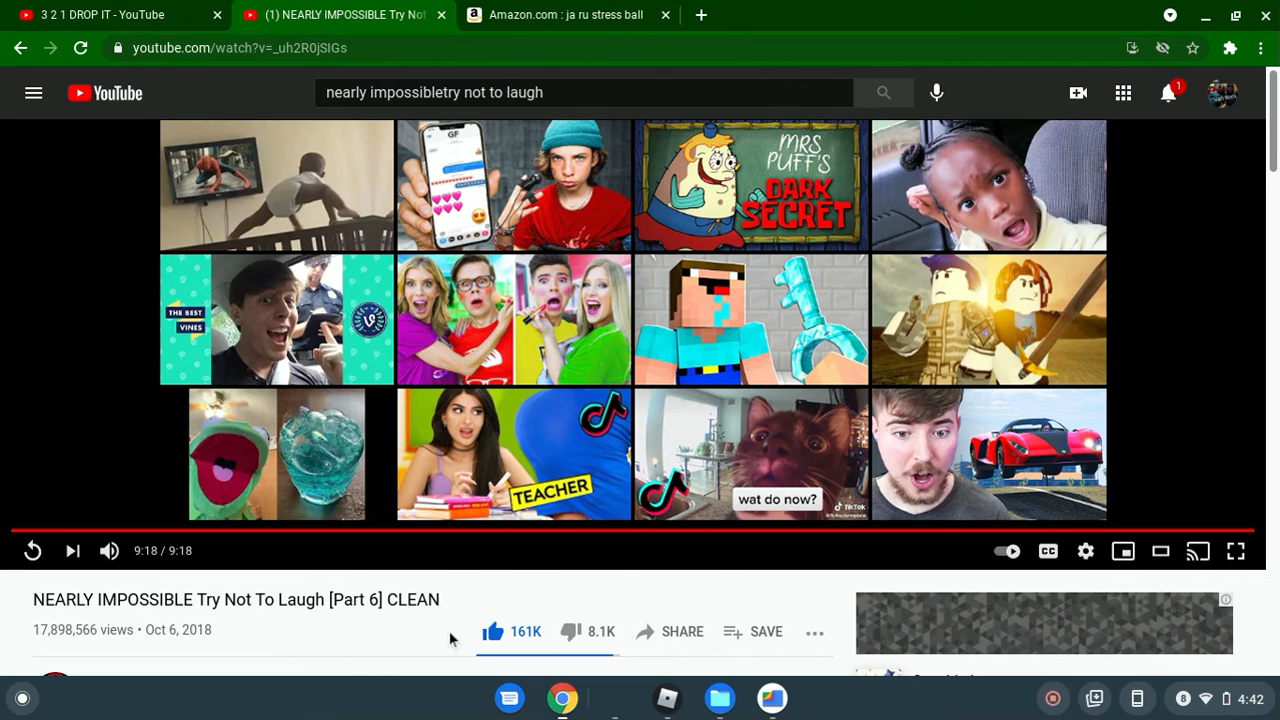 3 2 1 DROP IT - YouTube
(1) NEARLY IMPOSSIBLE Try Not
Amazon.com : ja ru stress ball
youtube.com/watch?v=_uh2R0jSIGs
YouTube
nearly impossibletry not to laugh
1
GF
MRS
PUFF'S
DARK
SECRET
THE BEST
VINES
TEACHER
wat do now?
TikTok
9:18 / 9:18
CC
NEARLY IMPOSSIBLE Try Not To Laugh [Part 6] CLEAN
17,898,566 views • Oct 6, 2018
161K
8.1K
SHARE
SAVE
8
4:42